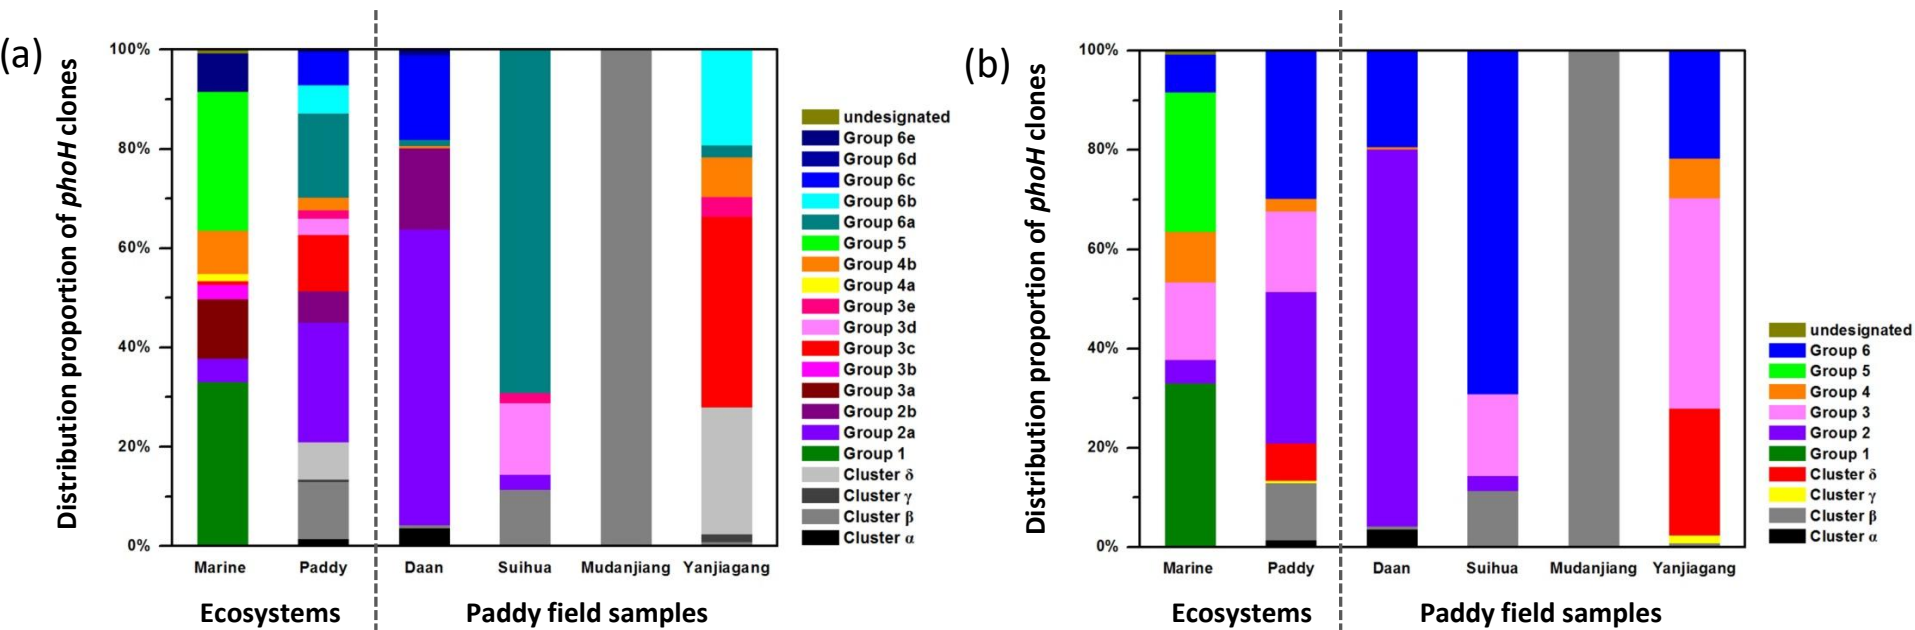 (a)
Distribution proportion of phoH clones
100%
80%
60%
40%
20%
0%
Marine Paddy Daan Suihua Mudanjiang Yanjiagang
Ecosystems Paddy field samples
undesignated
Group 6e
Group 6d
Group 6c
Group 6b
Group 6a
Group 5
Group 4b
Group 4a
Group 3e
Group 3d
Group 3c
Group 3b
Group 3a
Group 2b
Group 2a
Group 1
Cluster δ
Cluster γ
Cluster β
Cluster α
(b)
Distribution proportion of phoH clones
100%
80%
60%
40%
20%
0%
Marine Paddy Daan Suihua Mudanjiang Yanjiagang
Ecosystems Paddy field samples
undesignated
Group 6
Group 5
Group 4
Group 3
Group 2
Group 1
Cluster δ
Cluster γ
Cluster β
Cluster α